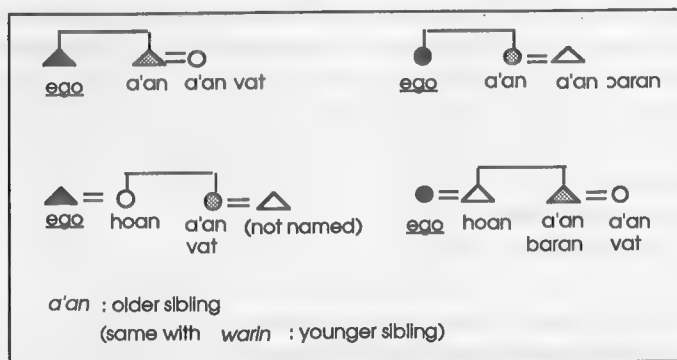 ego a'an a'an vat
ego a'an a'an baran
ego hoan a'an vat (not named)
ego hoan a'an baran a'an vat
a'an : older sibling
(same with warin : younger sibling)